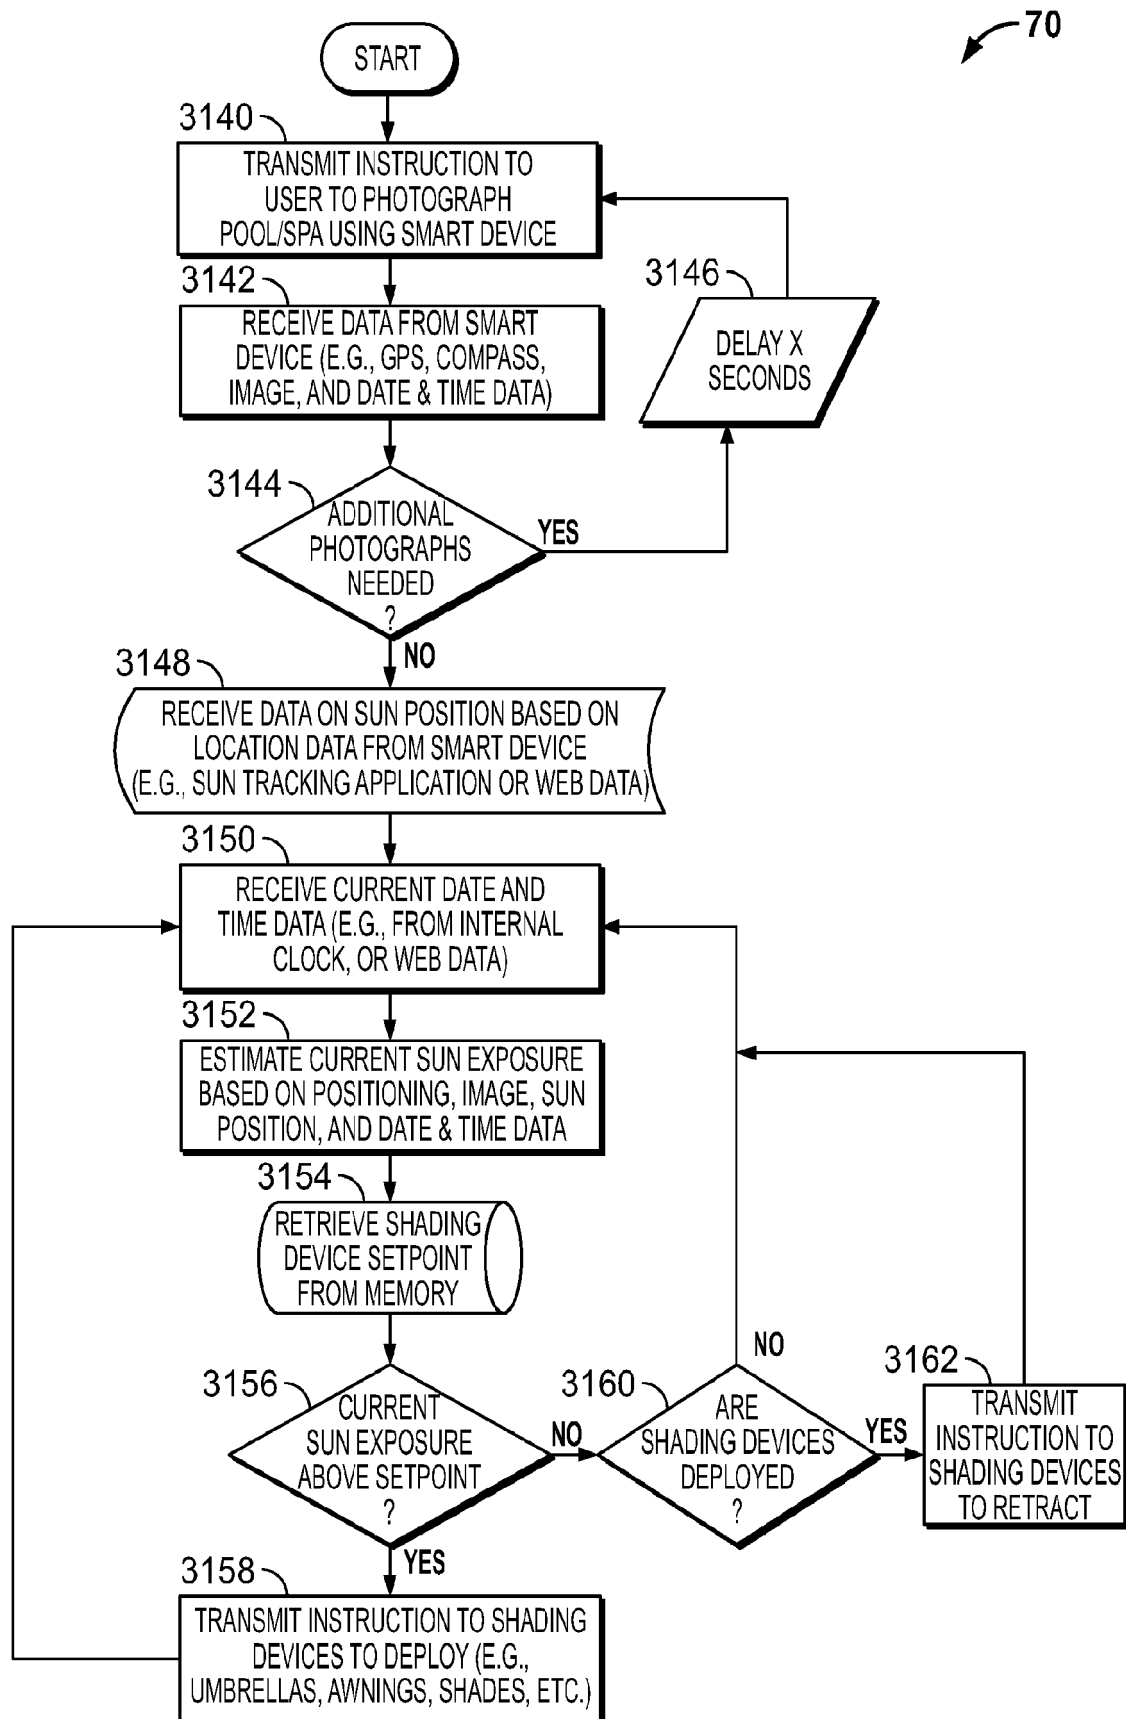 70
START
3140
TRANSMIT INSTRUCTION TO
USER TO PHOTOGRAPH
POOL/SPA USING SMART DEVICE
3142
RECEIVE DATA FROM SMART
DEVICE (E.G., GPS, COMPASS,
IMAGE, AND DATE & TIME DATA)
3146
DELAY X
SECONDS
3144
ADDITIONAL
PHOTOGRAPHS
NEEDED
?
YES
NO
3148
RECEIVE DATA ON SUN POSITION BASED ON
LOCATION DATA FROM SMART DEVICE
(E.G., SUN TRACKING APPLICATION OR WEB DATA)
3150
RECEIVE CURRENT DATE AND
TIME DATA (E.G., FROM INTERNAL
CLOCK, OR WEB DATA)
3152
ESTIMATE CURRENT SUN EXPOSURE
BASED ON POSITIONING, IMAGE, SUN
POSITION, AND DATE & TIME DATA
3154
RETRIEVE SHADING
DEVICE SETPOINT
FROM MEMORY
3156
CURRENT
SUN EXPOSURE
ABOVE SETPOINT
?
NO
YES
3160
ARE
SHADING DEVICES
DEPLOYED
?
NO
YES
3162
TRANSMIT
INSTRUCTION TO
SHADING DEVICES
TO RETRACT
3158
TRANSMIT INSTRUCTION TO SHADING
DEVICES TO DEPLOY (E.G.,
UMBRELLAS, AWNINGS, SHADES, ETC.)